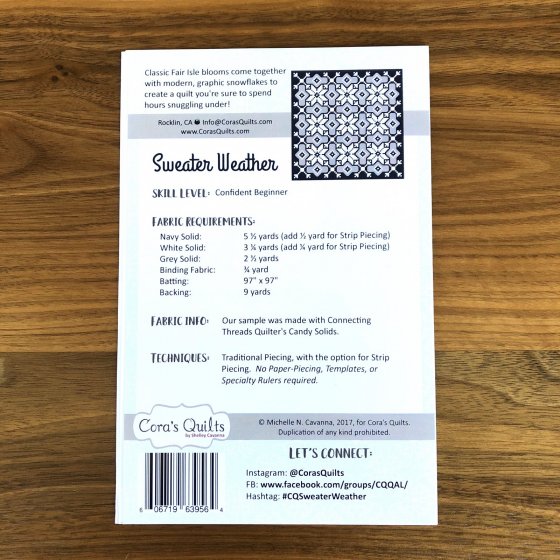 Classic Fair Isle blooms come together
with modern, graphic snowflakes to
create a quilt you're sure to spend
hours snuggling under!
Rocklin, CA Info@CorasQuilts.com
www.CorasQuilts.com
Sweater Weather
SKILL LEVEL: Confident Beginner
FABRIC REQUIREMENTS:
Navy Solid: 5 ½ yards (add ½ yard for Strip Piecing)
White Solid: 3 ¼ yards (add ¼ yard for Strip Piecing)
Grey Solid: 2 ½ yards
Binding Fabric: ¾ yard
Batting: 97" x 97"
Backing: 9 yards
FABRIC INFO: Our sample was made with Connecting
Threads Quilter's Candy Solids.
TECHNIQUES: Traditional Piecing, with the option for Strip
Piecing. No Paper-Piecing, Templates, or
Specialty Rulers required.
Cora's Quilts
by Shelley Cavanna
© Michelle N. Cavanna, 2017, for Cora's Quilts.
Duplication of any kind prohibited.
LET'S CONNECT:
Instagram: @CorasQuilts
FB: www.facebook.com/groups/CQQAL/
Hashtag: #CQSweaterWeather
6 06719 63956 4